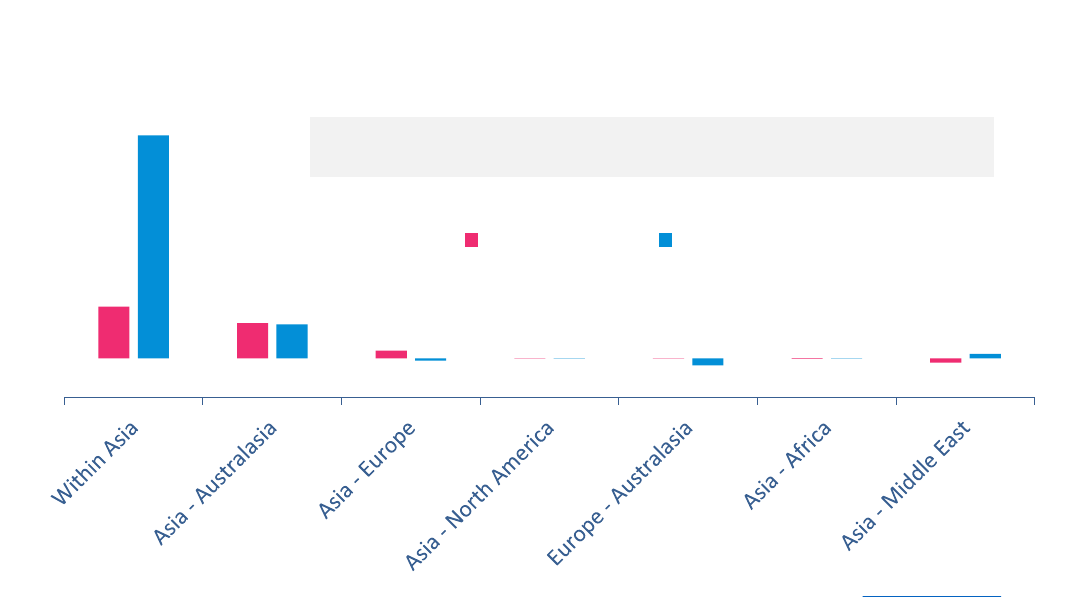 Within Asia
Asia - Australasia
Asia - Europe
Asia - North America
Europe - Australasia
Asia - Africa
Asia - Middle East